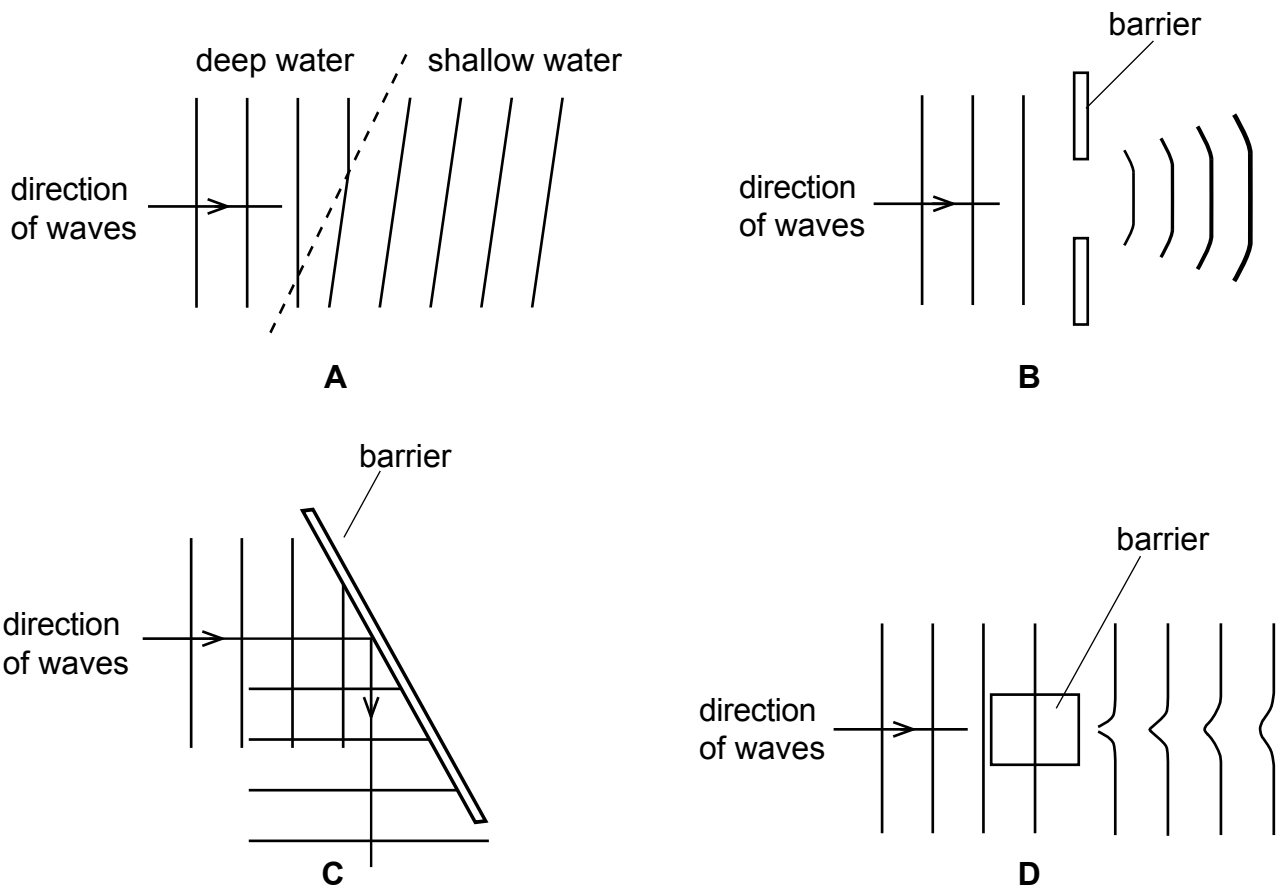 deep water
shallow water
direction
of waves
A
barrier
direction
of waves
B
barrier
direction
of waves
C
barrier
direction
of waves
D